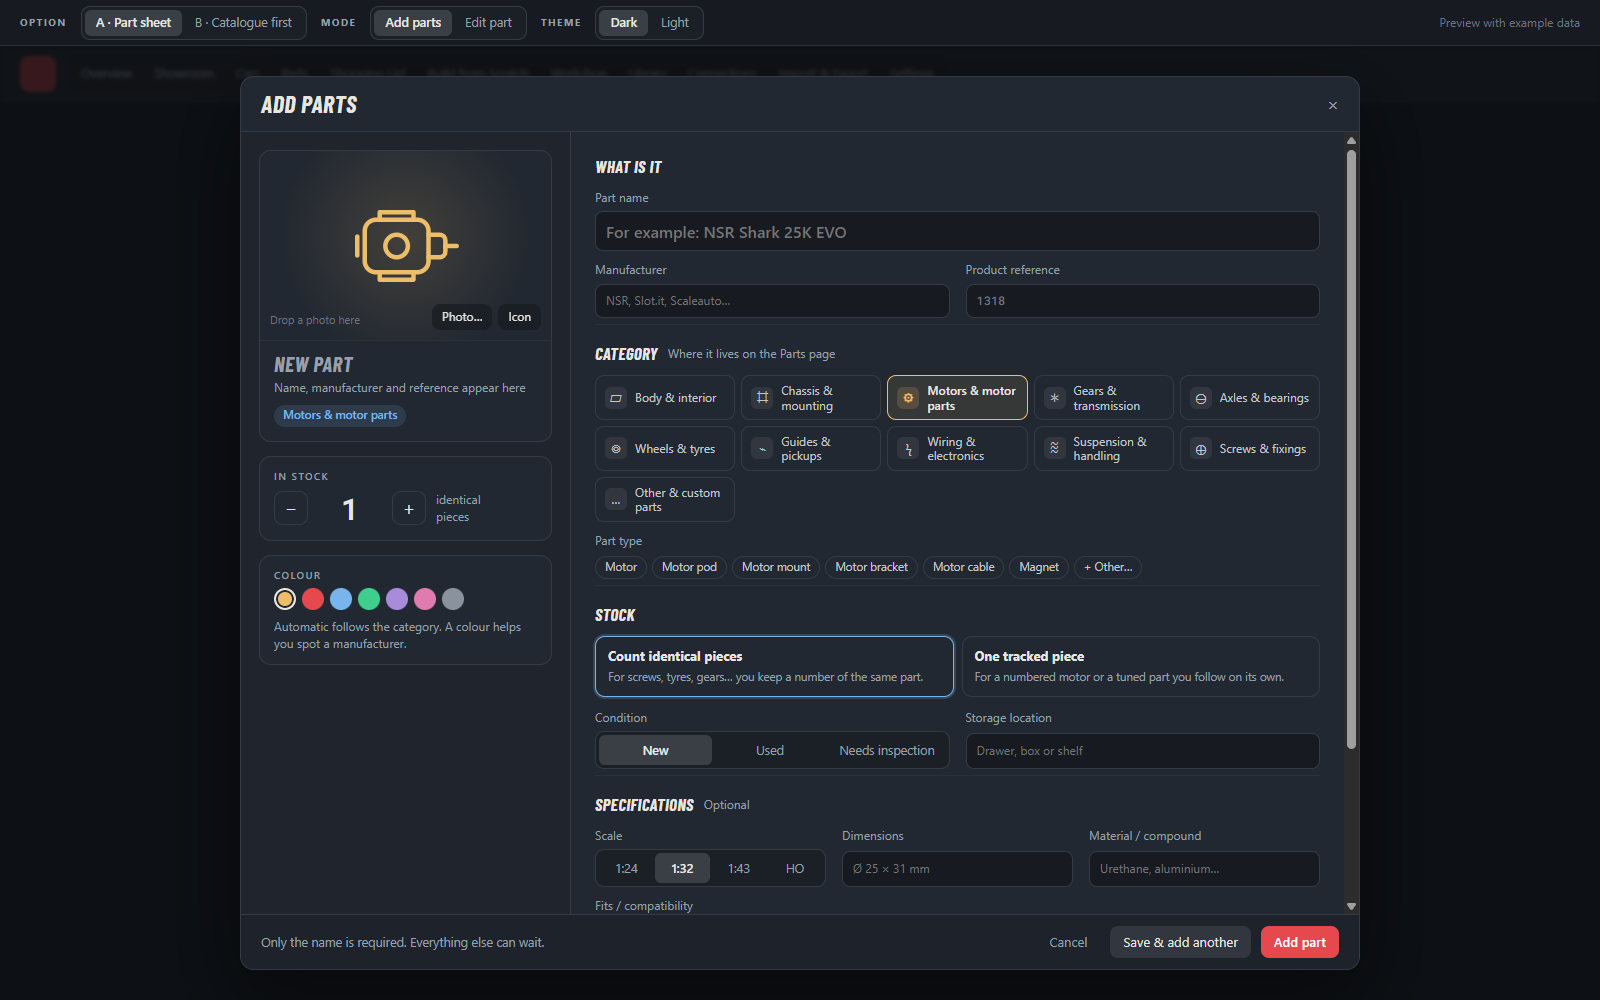 OPTION
A · Part sheet
B · Catalogue first
MODE
Add parts
Edit part
THEME
Dark
Light
Preview with example data
ADD PARTS
×
Drop a photo here
Photo...
Icon
NEW PART
Name, manufacturer and reference appear here
Motors & motor parts
IN STOCK
−
1
+
identical
pieces
COLOUR
Automatic follows the category. A colour helps
you spot a manufacturer.
WHAT IS IT
Part name
For example: NSR Shark 25K EVO
Manufacturer
Product reference
NSR, Slot.it, Scaleauto...
1318
CATEGORY
Where it lives on the Parts page
Body & interior
Chassis &
mounting
Motors & motor
parts
Gears &
transmission
Axles & bearings
Wheels & tyres
Guides &
pickups
Wiring &
electronics
Suspension &
handling
Screws & fixings
Other & custom
parts
Part type
Motor
Motor pod
Motor mount
Motor bracket
Motor cable
Magnet
+ Other...
STOCK
Count identical pieces
For screws, tyres, gears... you keep a number of the same part.
One tracked piece
For a numbered motor or a tuned part you follow on its own.
Condition
Storage location
New
Used
Needs inspection
Drawer, box or shelf
SPECIFICATIONS
Optional
Scale
Dimensions
Material / compound
1:24
1:32
1:43
HO
Ø 25 × 31 mm
Urethane, aluminium...
Fits / compatibility
Only the name is required. Everything else can wait.
Cancel
Save & add another
Add part